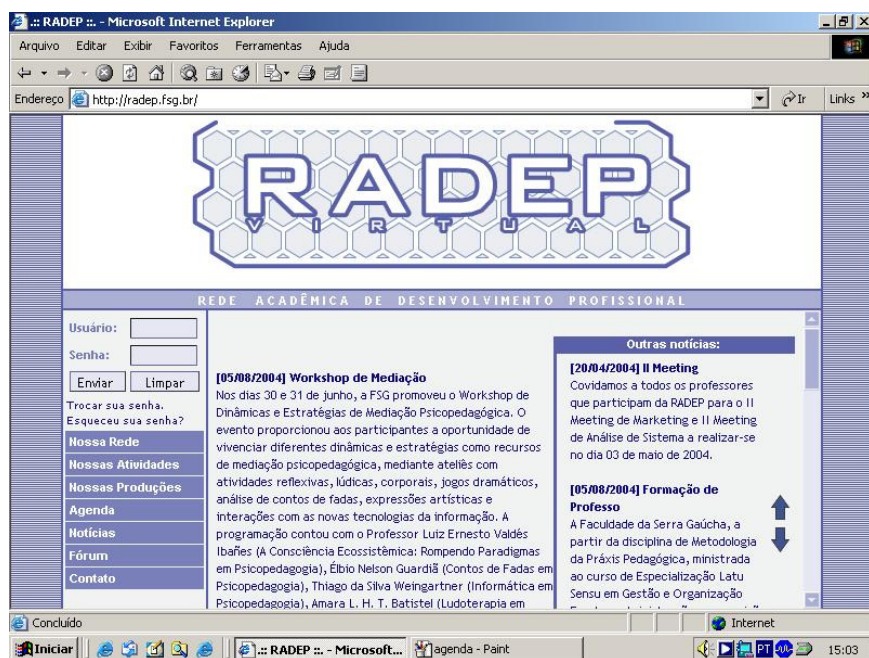 .:: RADEP ::. - Microsoft Internet Explorer
Arquivo Editar Exibir Favoritos Ferramentas Ajuda
Endereço http://radep.fsg.br/ Ir Links »
RADEP
VIRTUAL
REDE ACADÊMICA DE DESENVOLVIMENTO PROFISSIONAL
Usuário:
Senha:
Enviar Limpar
Trocar sua senha.
Esqueceu sua senha?
Nossa Rede
Nossas Atividades
Nossas Produções
Agenda
Notícias
Fórum
Contato
[05/08/2004] Workshop de Mediação
Nos dias 30 e 31 de junho, a FSG promoveu o Workshop de
Dinâmicas e Estratégias de Mediação Psicopedagógica. O
evento proporcionou aos participantes a oportunidade de
vivenciar diferentes dinâmicas e estratégias como recursos
de mediação psicopedagógica, mediante ateliês com
atividades reflexivas, lúdicas, corporais, jogos dramáticos,
análise de contos de fadas, expressões artísticas e
interações com as novas tecnologias da informação. A
programação contou com o Professor Luiz Ernesto Valdés
Ibañes (A Consciência Ecossistêmica: Rompendo Paradigmas
em Psicopedagogia), Élbio Nelson Guardiã (Contos de Fadas em
Psicopedagogia), Thiago da Silva Weingartner (Informática em
Psicopedagogia), Amara L. H. T. Batistel (Ludoterapia em
Outras notícias:
[20/04/2004] II Meeting
Covidamos a todos os professores
que participam da RADEP para o II
Meeting de Marketing e II Meeting
de Análise de Sistema a realizar-se
no dia 03 de maio de 2004.
[05/08/2004] Formação de
Professo
A Faculdade da Serra Gaúcha, a
partir da disciplina de Metodologia
da Práxis Pedagógica, ministrada
ao curso de Especialização Latu
Sensu em Gestão e Organização
Concluído Internet
Iniciar .:: RADEP ::. - Microsoft... agenda - Paint PT 15:03